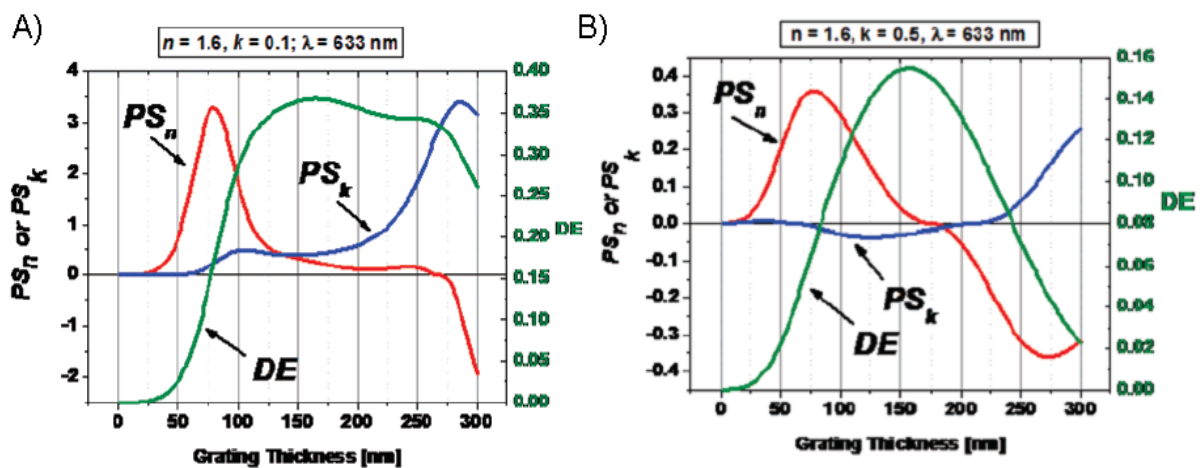 A)
n = 1.6, k = 0.1; λ = 633 nm
PSn or PSk
4
3
2
1
0
-1
-2
PSn
PSk
DE
0.40
0.35
0.30
0.25
0.20
0.15
0.10
0.05
0.00
DE
0 50 100 150 200 250 300
Grating Thickness [nm]
B)
n = 1.6, k = 0.5, λ = 633 nm
PSn or PSk
0.4
0.3
0.2
0.1
0.0
-0.1
-0.2
-0.3
-0.4
PSn
PSk
DE
0.16
0.14
0.12
0.10
0.08
0.06
0.04
0.02
0.00
DE
0 50 100 150 200 250 300
Grating Thickness [nm]